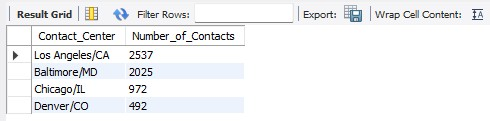 Result Grid Filter Rows: Export: Wrap Cell Content: IA
Contact_Center Number_of_Contacts
Los Angeles/CA 2537
Baltimore/MD 2025
Chicago/IL 972
Denver/CO 492